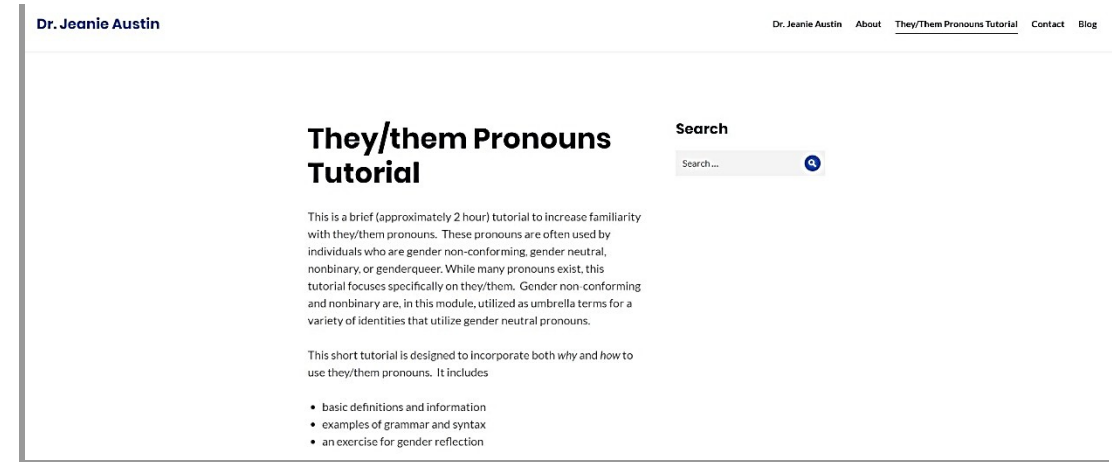 Dr. Jeanie Austin
Dr. Jeanie Austin About They/Them Pronouns Tutorial Contact Blog
They/them Pronouns
Tutorial
This is a brief (approximately 2 hour) tutorial to increase familiarity
with they/them pronouns. These pronouns are often used by
individuals who are gender non-conforming, gender neutral,
nonbinary, or genderqueer. While many pronouns exist, this
tutorial focuses specifically on they/them. Gender non-conforming
and nonbinary are, in this module, utilized as umbrella terms for a
variety of identities that utilize gender neutral pronouns.
This short tutorial is designed to incorporate both why and how to
use they/them pronouns. It includes
• basic definitions and information
• examples of grammar and syntax
• an exercise for gender reflection
Search
Search ...